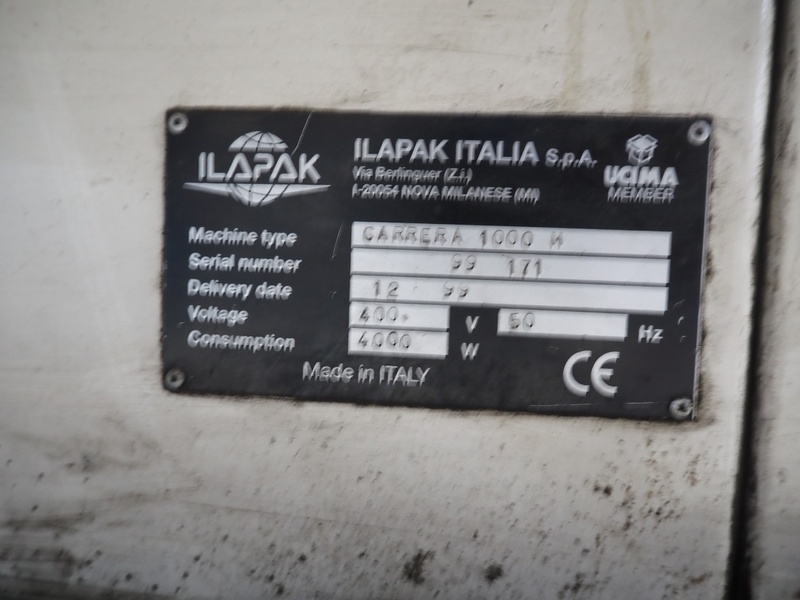 ILAPAK
ILAPAK ITALIA S.p.A.
Via Berlinguer (Z.i.)
I-20054 NOVA MILANESE (MI)
UCIMA
MEMBER
Machine type CARRERA 1000 M
Serial number 99 171
Delivery date 12 99
Voltage 400 V 50 Hz
Consumption 4000 W
Made in ITALY
CE